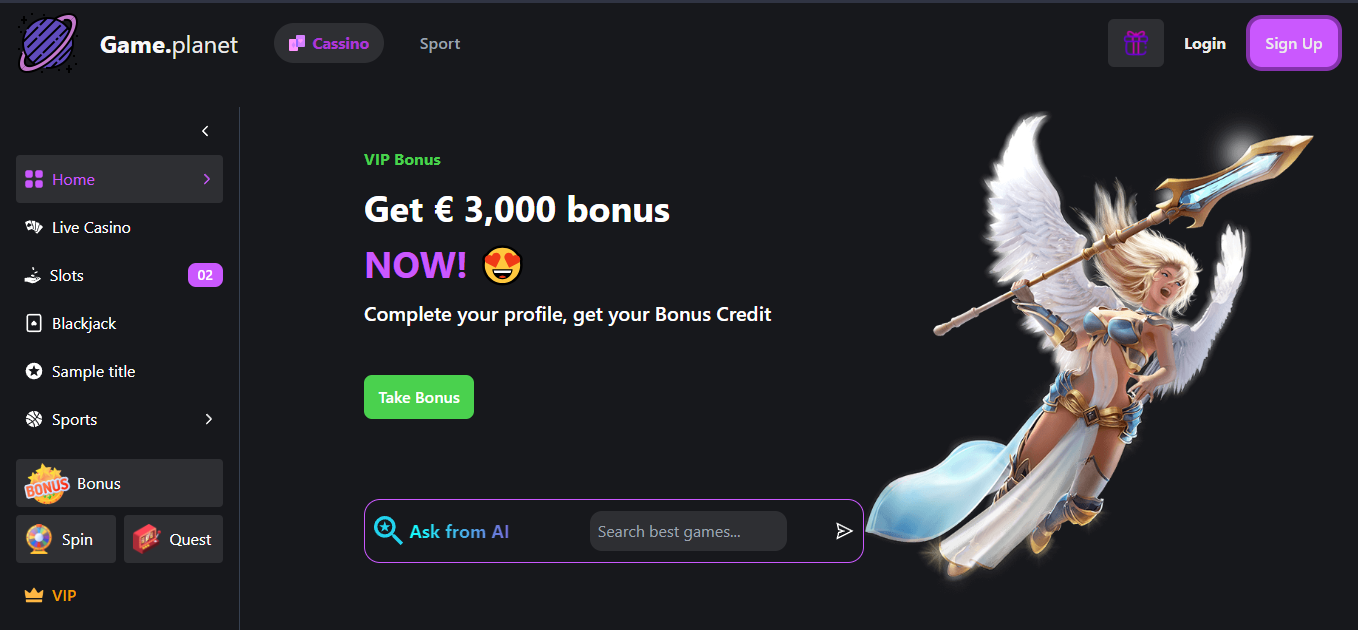 Game.planet
Cassino
Sport
Login
Sign Up
Home
Live Casino
Slots
02
Blackjack
Sample title
Sports
BONUS
Bonus
Spin
Quest
VIP
VIP Bonus
Get € 3,000 bonus
NOW! 😍
Complete your profile, get your Bonus Credit
Take Bonus
Ask from AI
Search best games...